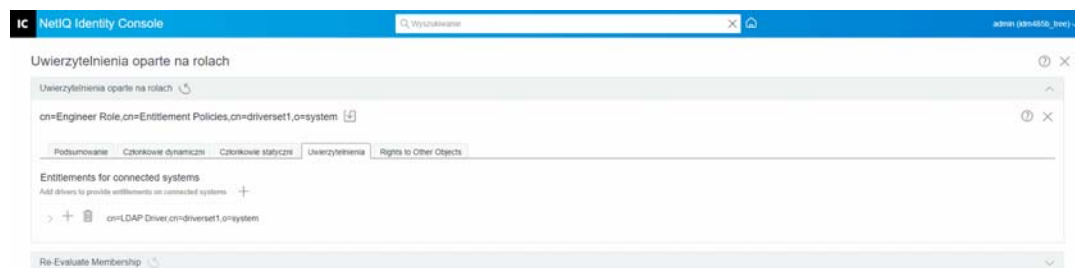 IC NetIQ Identity Console Wyszukiwanie admin (idm485b_tree)
Uwierzytelnienia oparte na rolach
Uwierzytelnienia oparte na rolach
cn=Engineer Role,cn=Entitlement Policies,cn=driverset1,o=system
Podsumowanie Członkowie dynamiczni Członkowie statyczni Uwierzytelnienia Rights to Other Objects
Entitlements for connected systems
Add drivers to provide entitlements on connected systems
cn=LDAP Driver,cn=driverset1,o=system
Re-Evaluate Membership